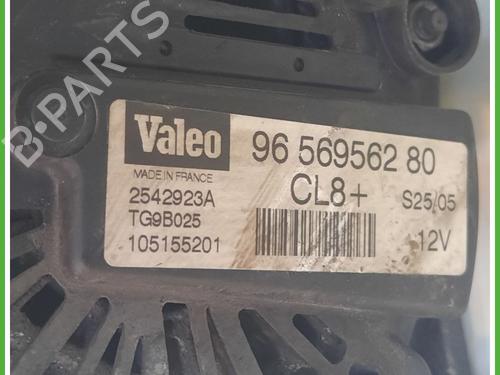 B-PARTS
Valeo
MADE IN FRANCE
2542923A
TG9B025
105155201
96 569562 80
CL8+
S25/05
12V